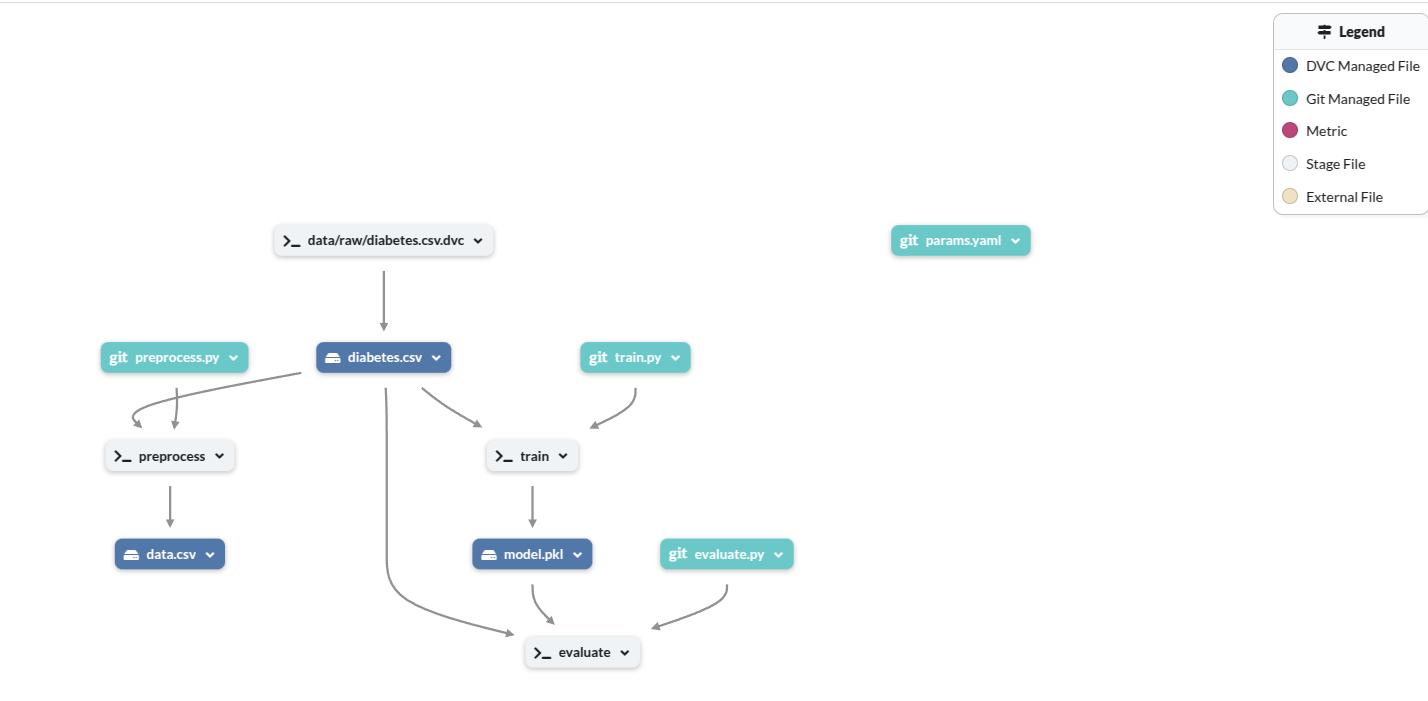 Legend
DVC Managed File
Git Managed File
Metric
Stage File
External File
data/raw/diabetes.csv.dvc
git params.yaml
git preprocess.py
diabetes.csv
git train.py
preprocess
train
data.csv
model.pkl
git evaluate.py
evaluate